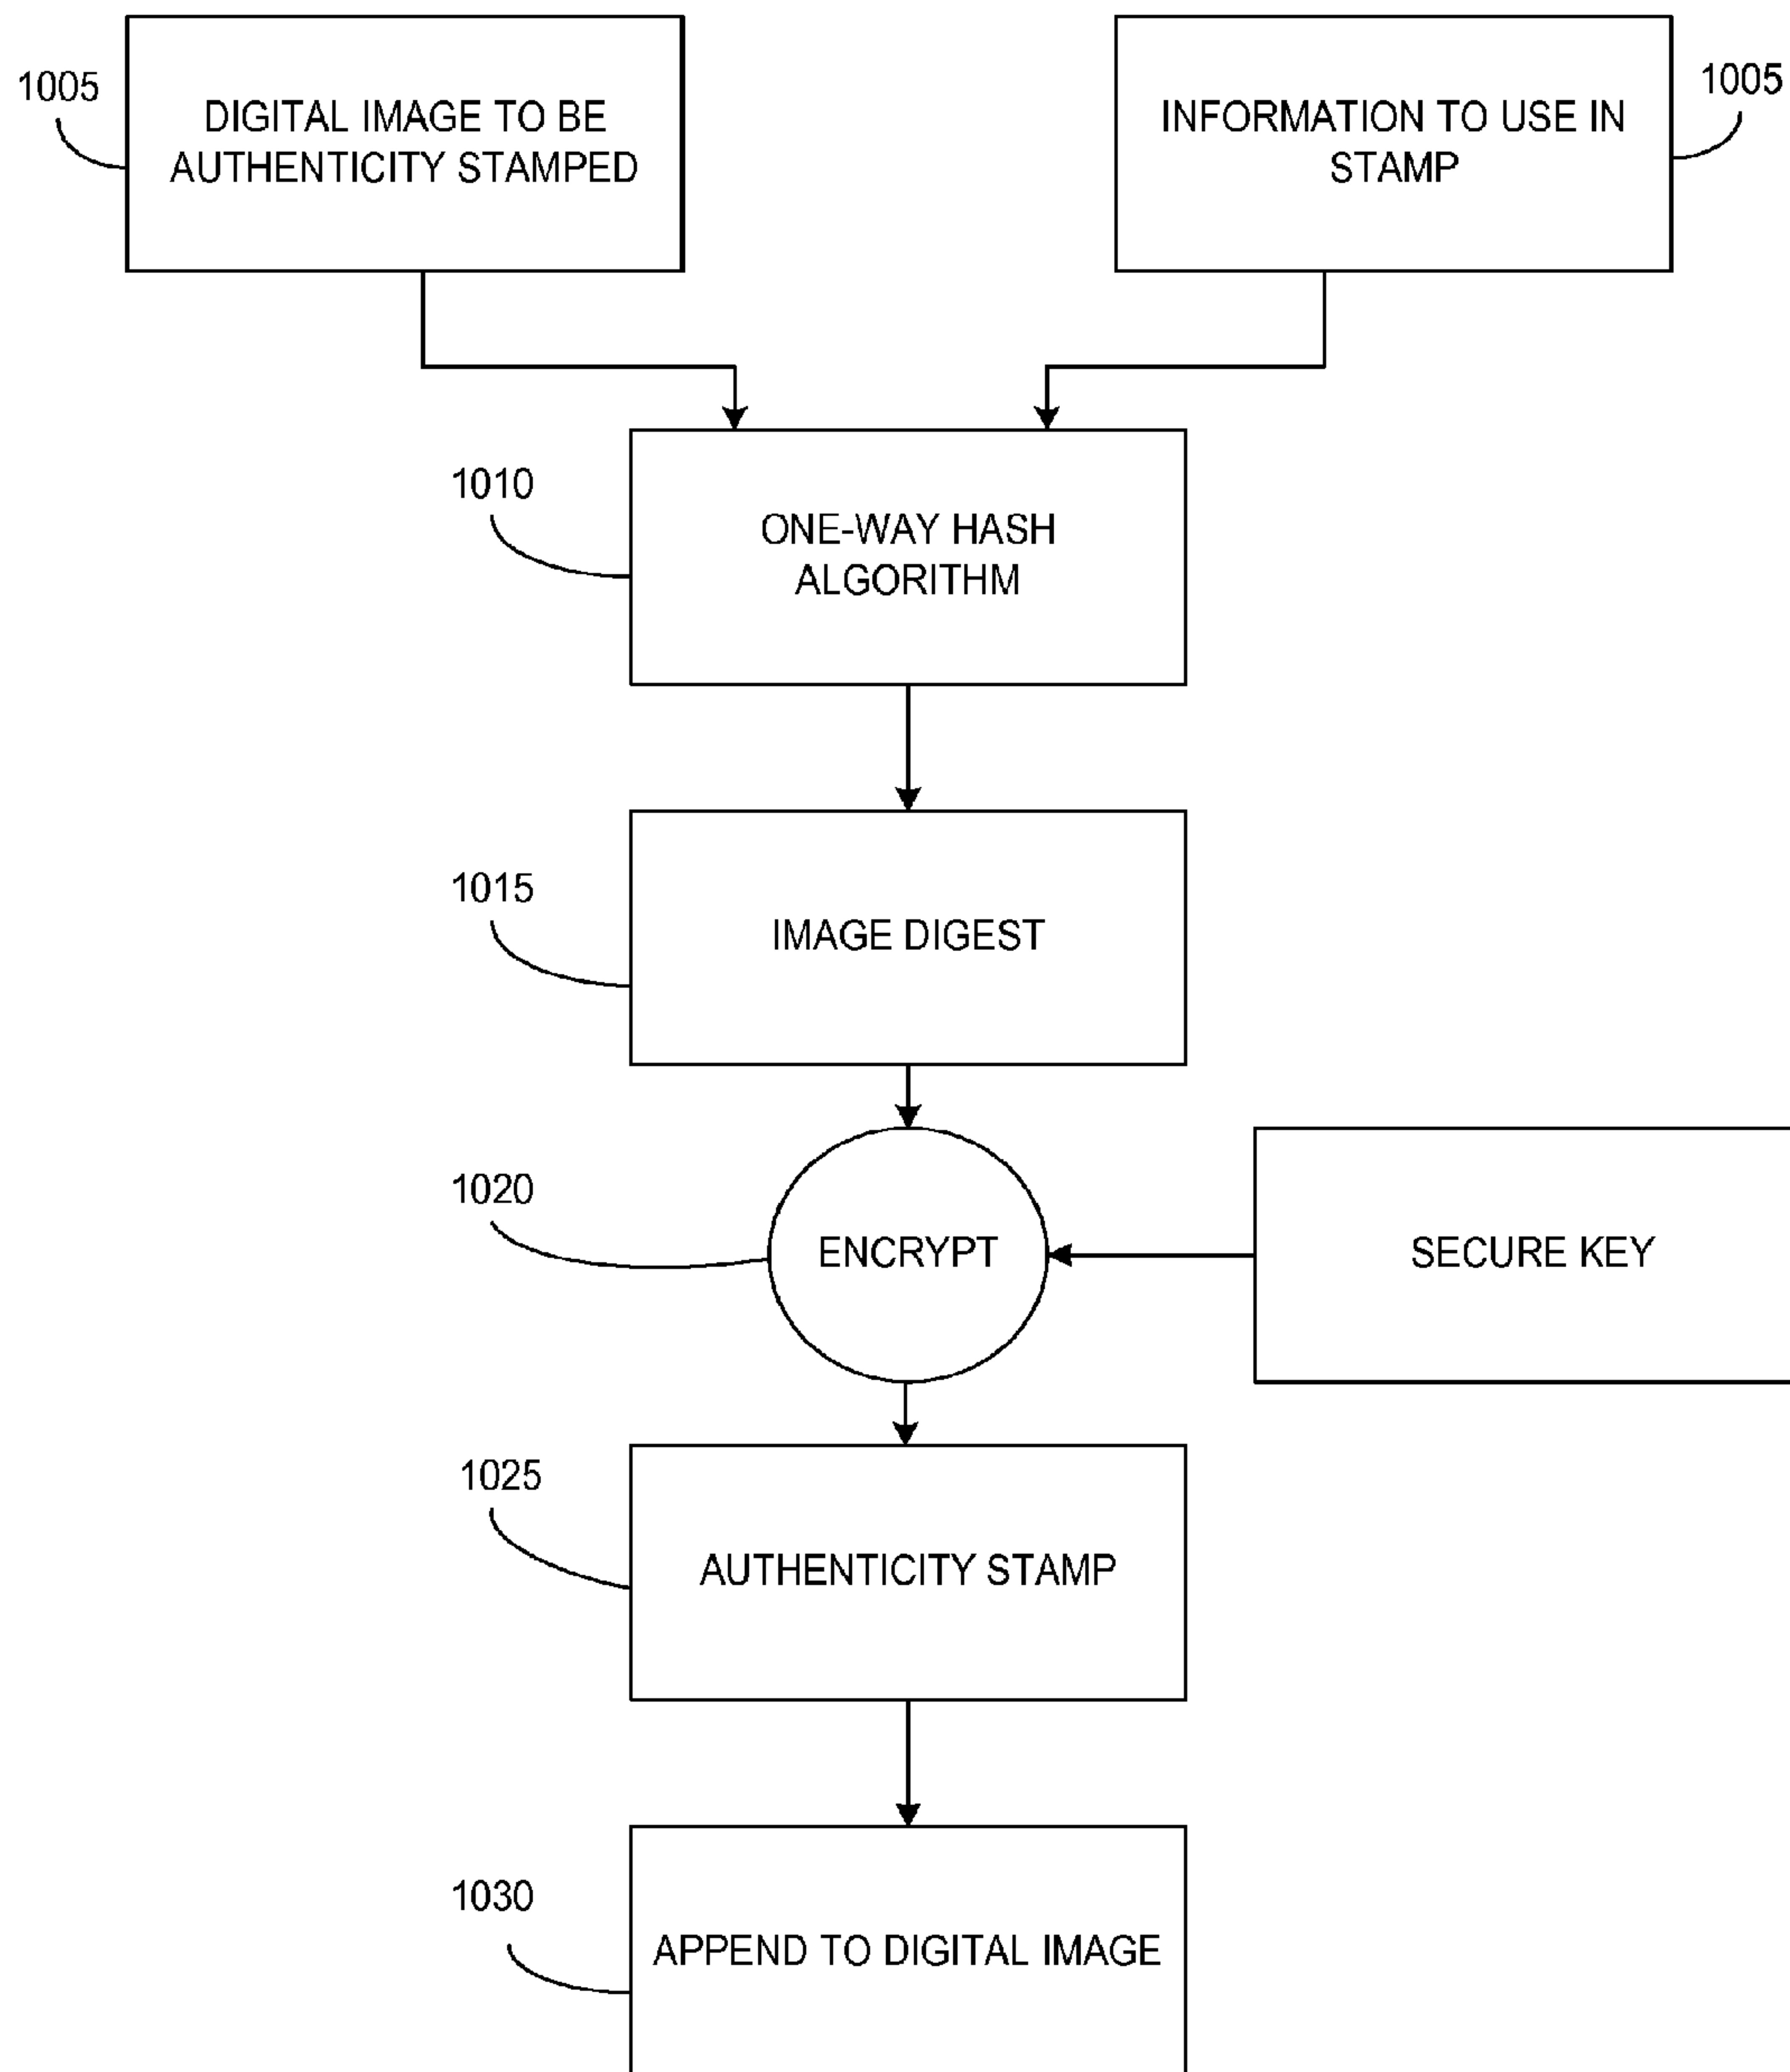 1005
DIGITAL IMAGE TO BE
AUTHENTICITY STAMPED
INFORMATION TO USE IN
STAMP
1005
1010
ONE-WAY HASH
ALGORITHM
1015
IMAGE DIGEST
1020
ENCRYPT
SECURE KEY
1025
AUTHENTICITY STAMP
1030
APPEND TO DIGITAL IMAGE